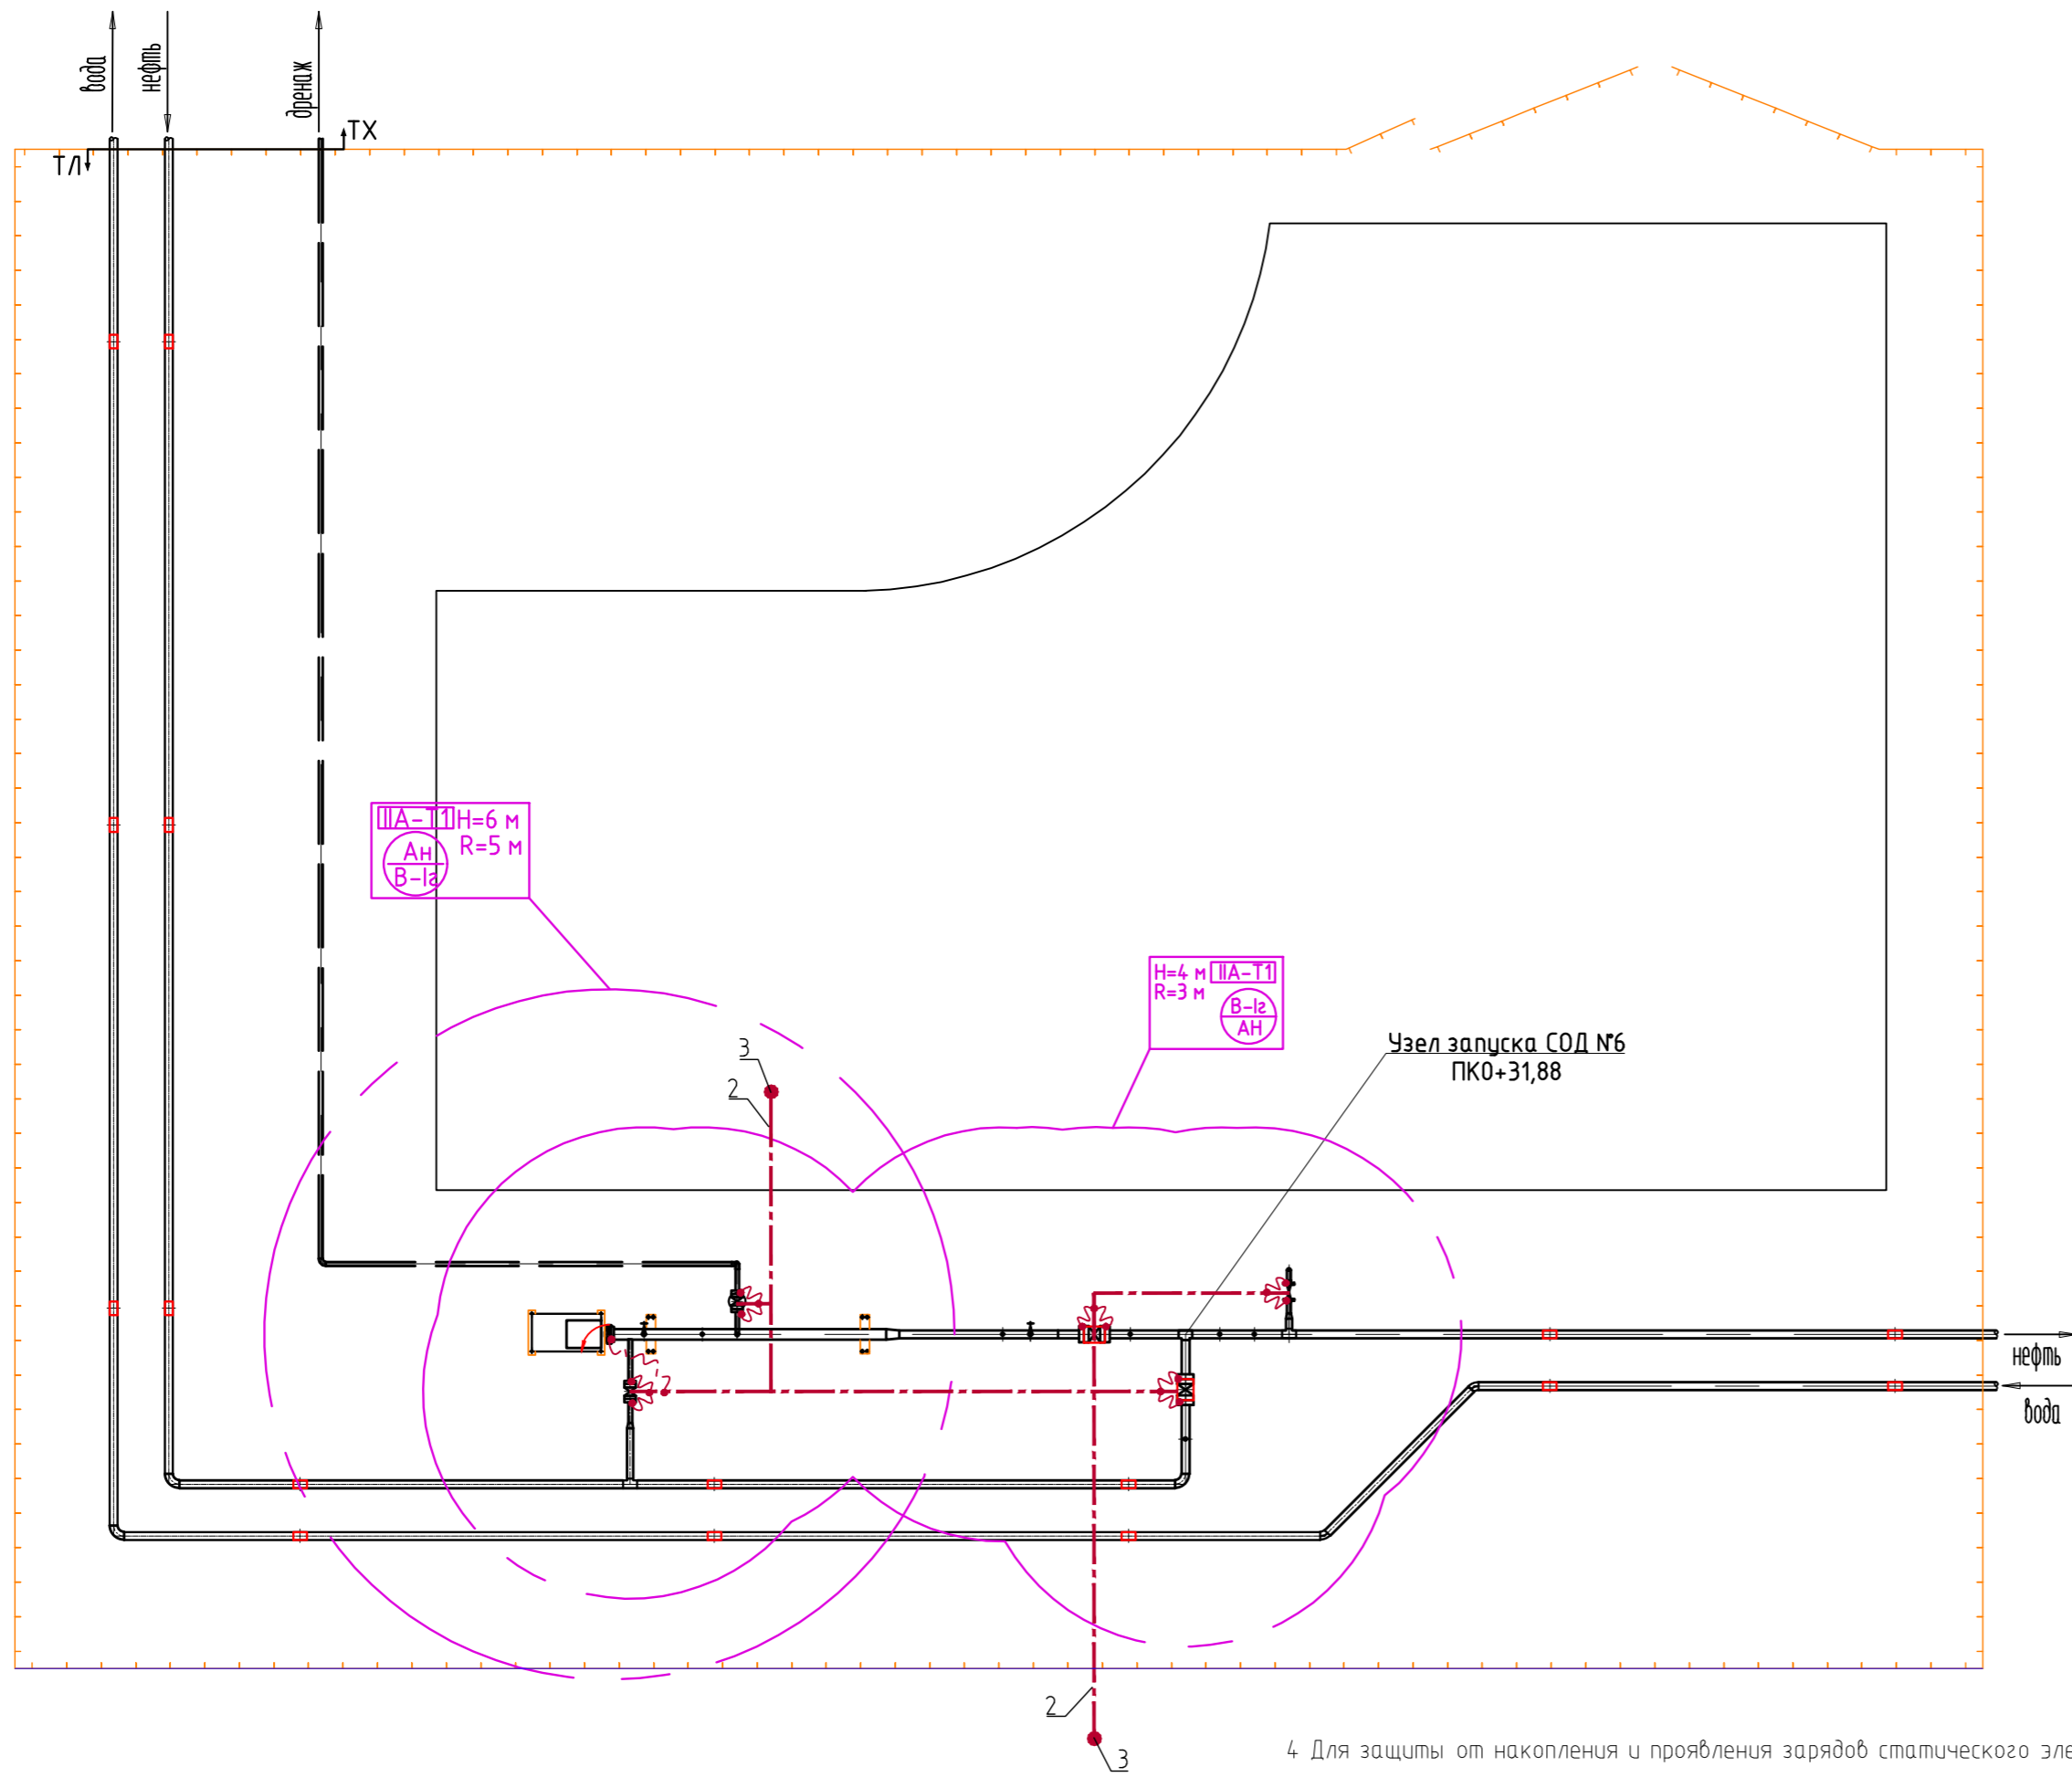 вода
нефть
дренаж
ТХ
ТЛ
IIA-T1 H=6 м
R=5 м
Ан
В-Iг
H=4 м IIA-T1
R=3 м
В-Iг
АН
Узел запуска СОД №6
ПК0+31,88
3
2
нефть
вода
2
3
4 Для защиты от накопления и проявления зарядов статического эле